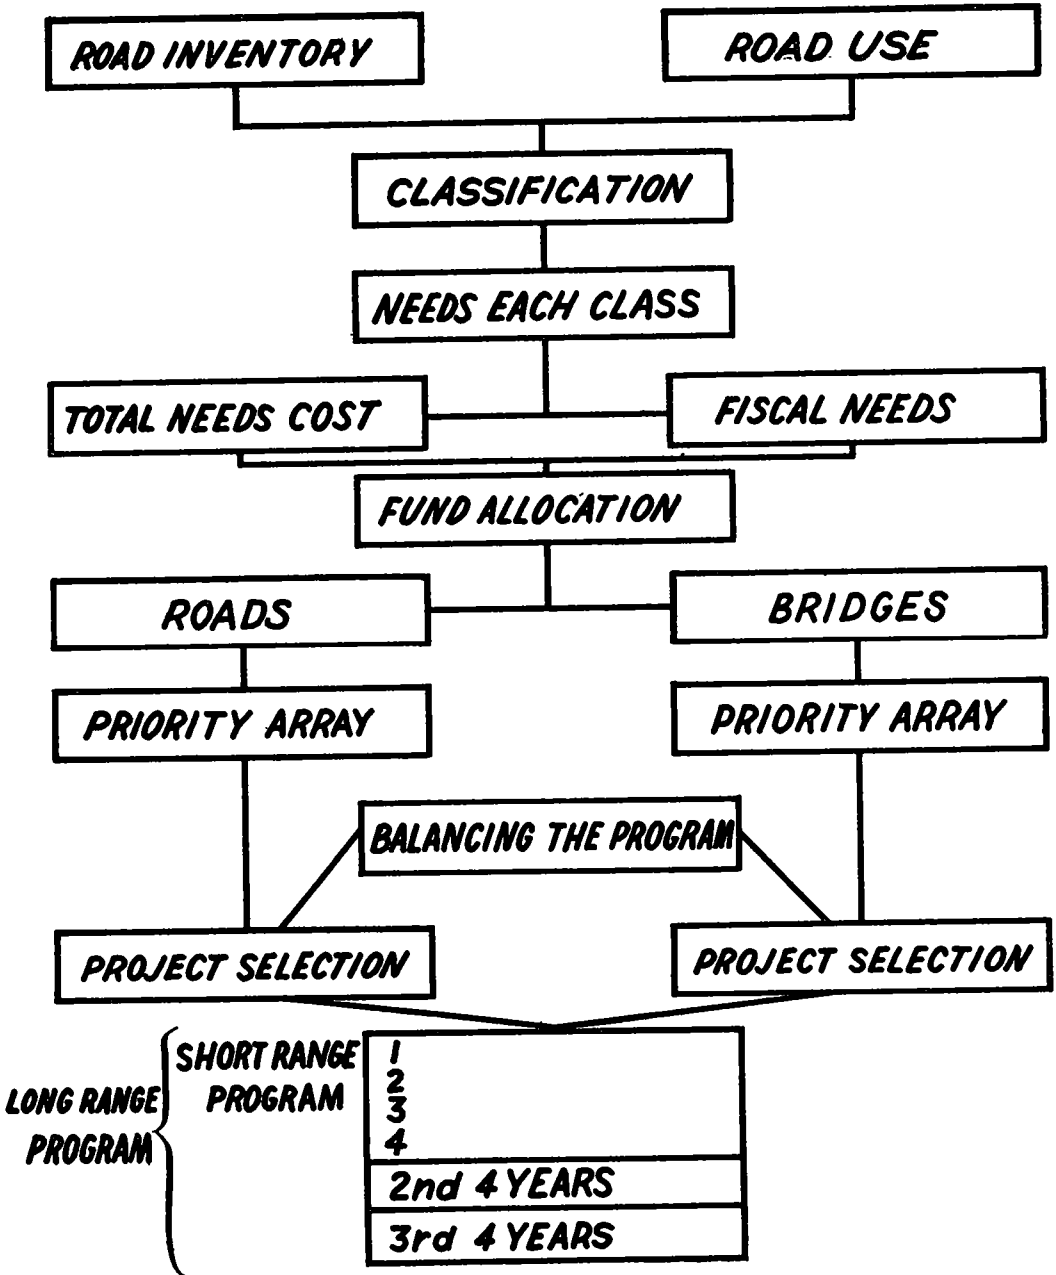 ROAD INVENTORY
ROAD USE
CLASSIFICATION
NEEDS EACH CLASS
TOTAL NEEDS COST
FISCAL NEEDS
FUND ALLOCATION
ROADS
BRIDGES
PRIORITY ARRAY
PRIORITY ARRAY
BALANCING THE PROGRAM
PROJECT SELECTION
PROJECT SELECTION
LONG RANGE
PROGRAM
SHORT RANGE
PROGRAM
1
2
3
4
2nd 4 YEARS
3rd 4 YEARS